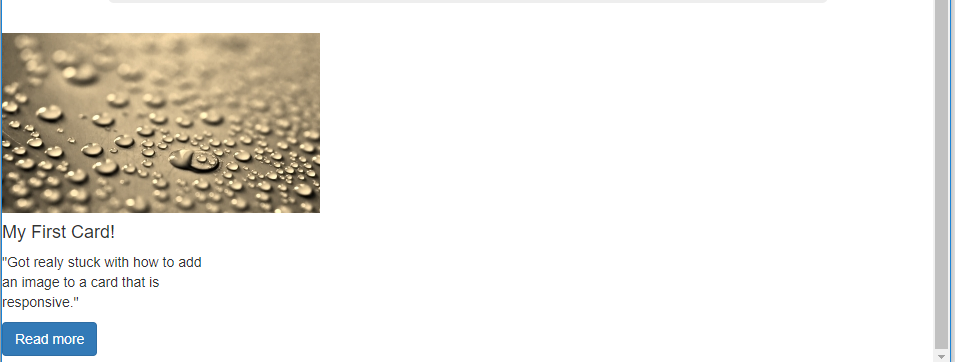 My First Card!
"Got realy stuck with how to add
an image to a card that is
responsive."
Read more